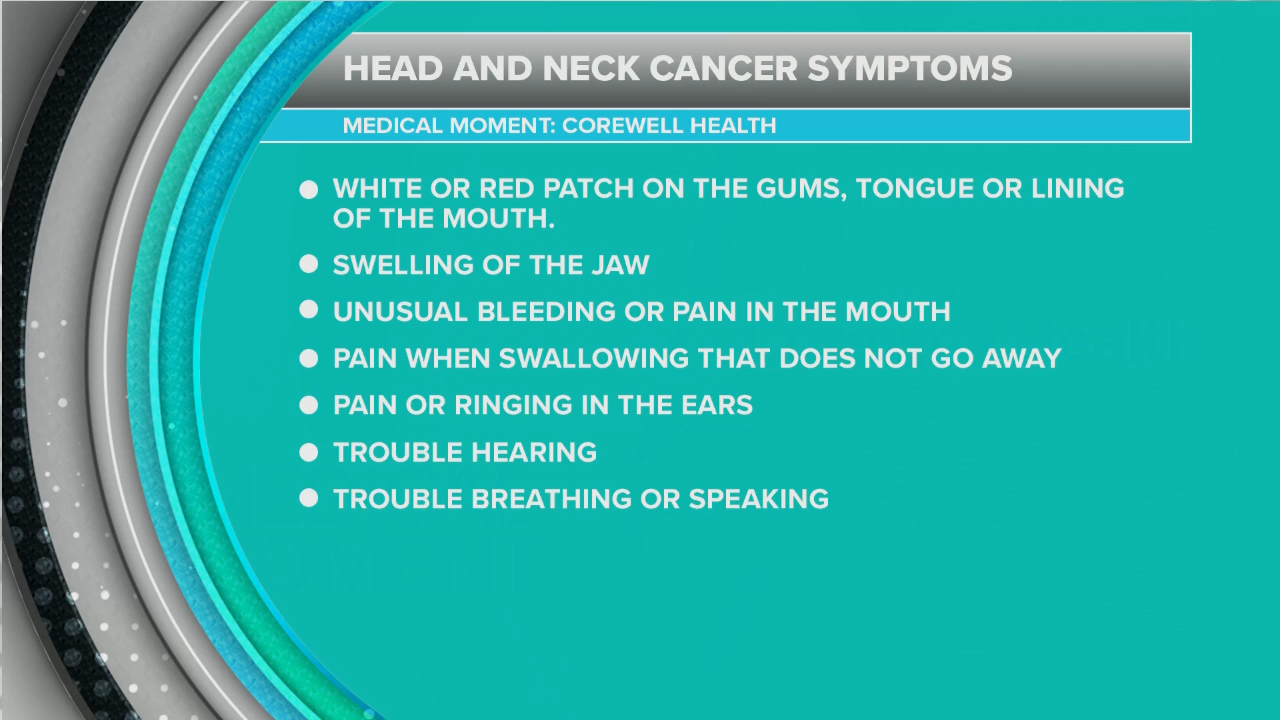 HEAD AND NECK CANCER SYMPTOMS
MEDICAL MOMENT: COREWELL HEALTH
WHITE OR RED PATCH ON THE GUMS, TONGUE OR LINING
OF THE MOUTH.
SWELLING OF THE JAW
UNUSUAL BLEEDING OR PAIN IN THE MOUTH
PAIN WHEN SWALLOWING THAT DOES NOT GO AWAY
PAIN OR RINGING IN THE EARS
TROUBLE HEARING
TROUBLE BREATHING OR SPEAKING